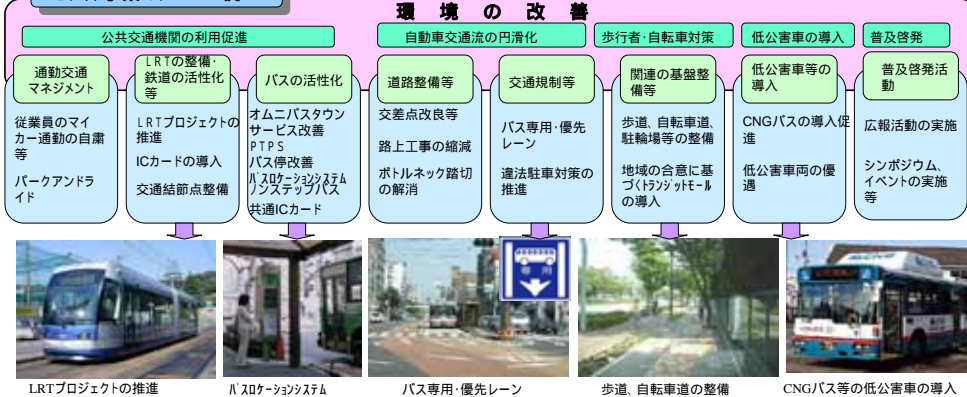 環境の改善
公共交通機関の利用促進
自動車交通流の円滑化
歩行者・自転車対策
低公害車の導入
普及啓発
通勤交通
マネジメント
従業員のマイ
カー通勤の自粛
等
パークアンドラ
イド
LRTの整備・
鉄道の活性化
等
LRTプロジェクトの
推進
ICカードの導入
交通結節点整備
バスの活性化
オムニバスタウン
サービス改善
PTPS
バス停改善
バスロケーションシステム
ノンステップバス
共通ICカード
道路整備等
交差点改良等
路上工事の縮減
ボトルネック踏切
の解消
交通規制等
バス専用・優先
レーン
違法駐車対策の
推進
関連の基盤整
備等
歩道、自転車道、
駐輪場等の整備
地域の合意に基
づくトランジットモール
の導入
低公害車等の
導入
CNGバスの導入促
進
低公害車両の優
遇
普及啓発活
動
広報活動の実施
シンポジウム、
イベントの実施
等
専用
LRTプロジェクトの推進
バスロケーションシステム
バス専用・優先レーン
歩道、自転車道の整備
CNGバス等の低公害車の導入